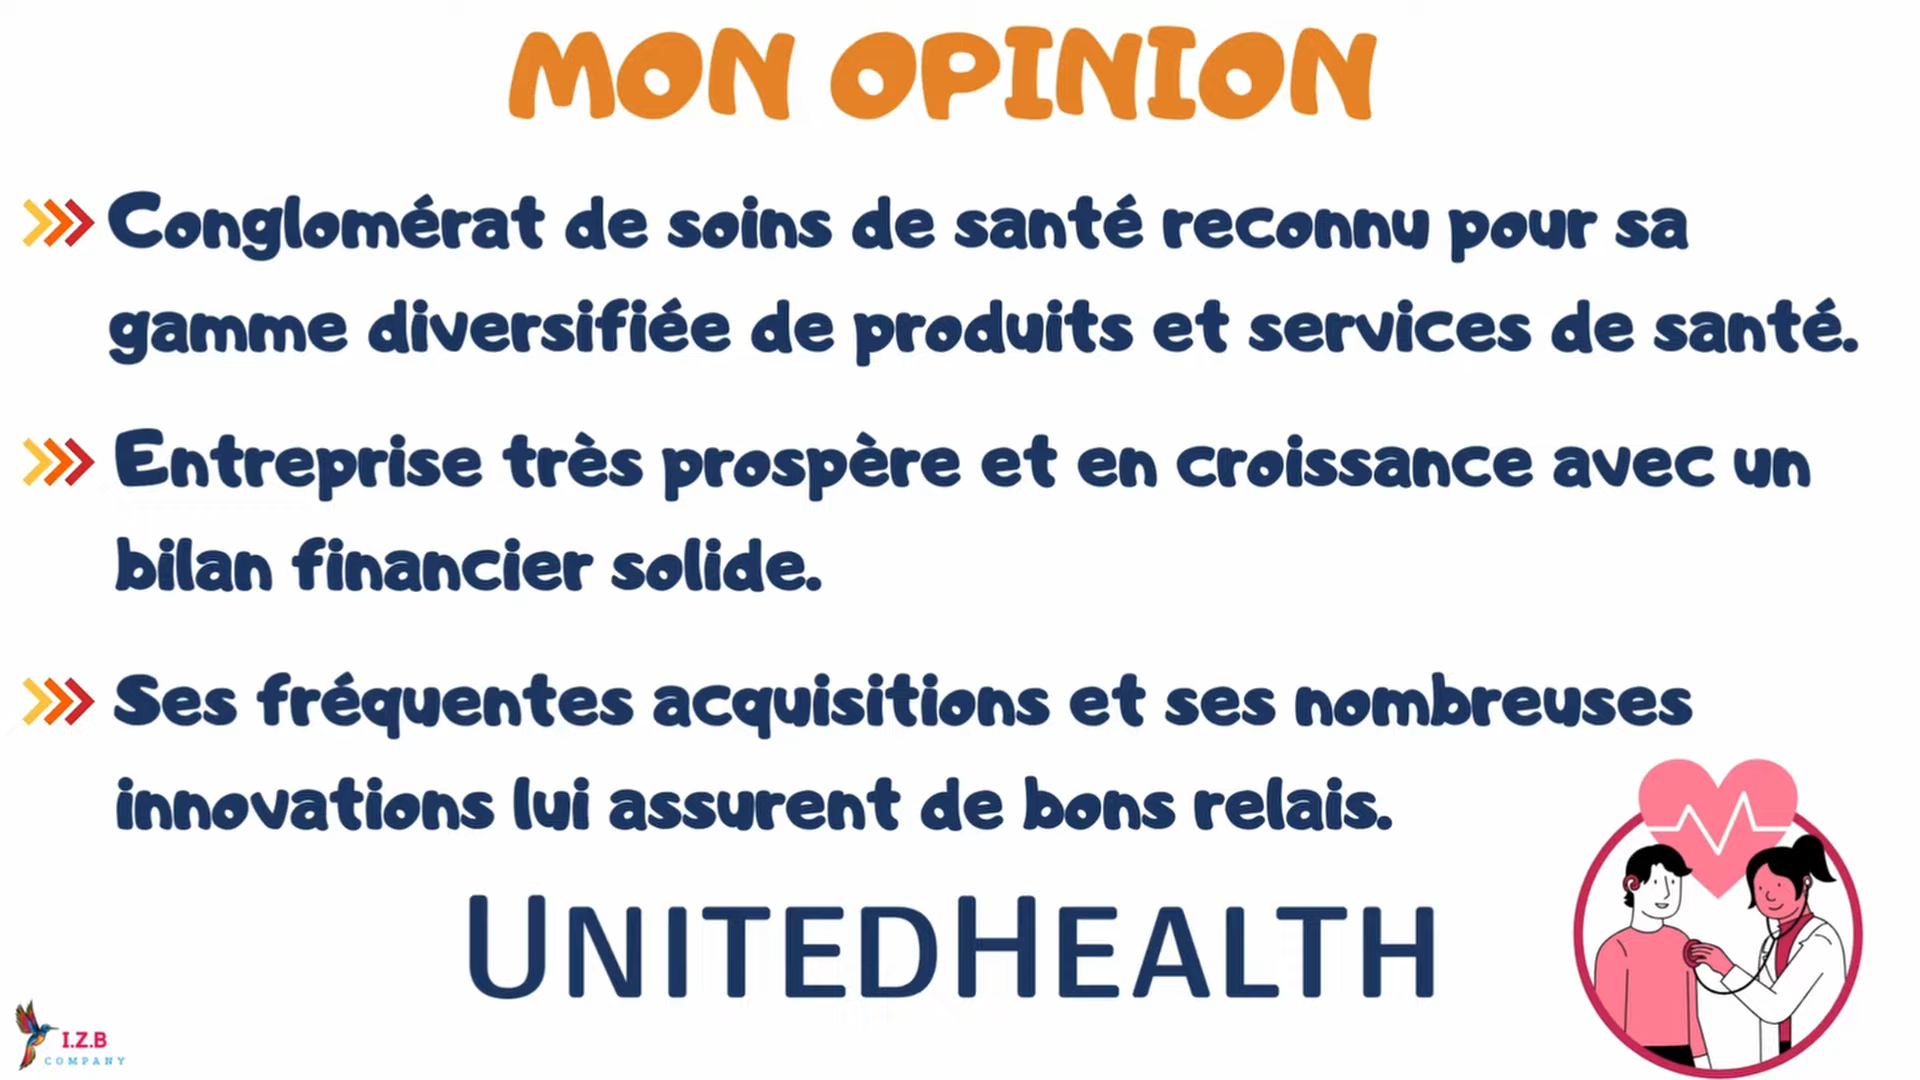 MON OPINION
Conglomérat de soins de santé reconnu pour sa
gamme diversifiée de produits et services de santé.
Entreprise très prospère et en croissance avec un
bilan financier solide.
Ses fréquentes acquisitions et ses nombreuses
innovations lui assurent de bons relais.
UNITEDHEALTH
I.Z.B
COMPANY